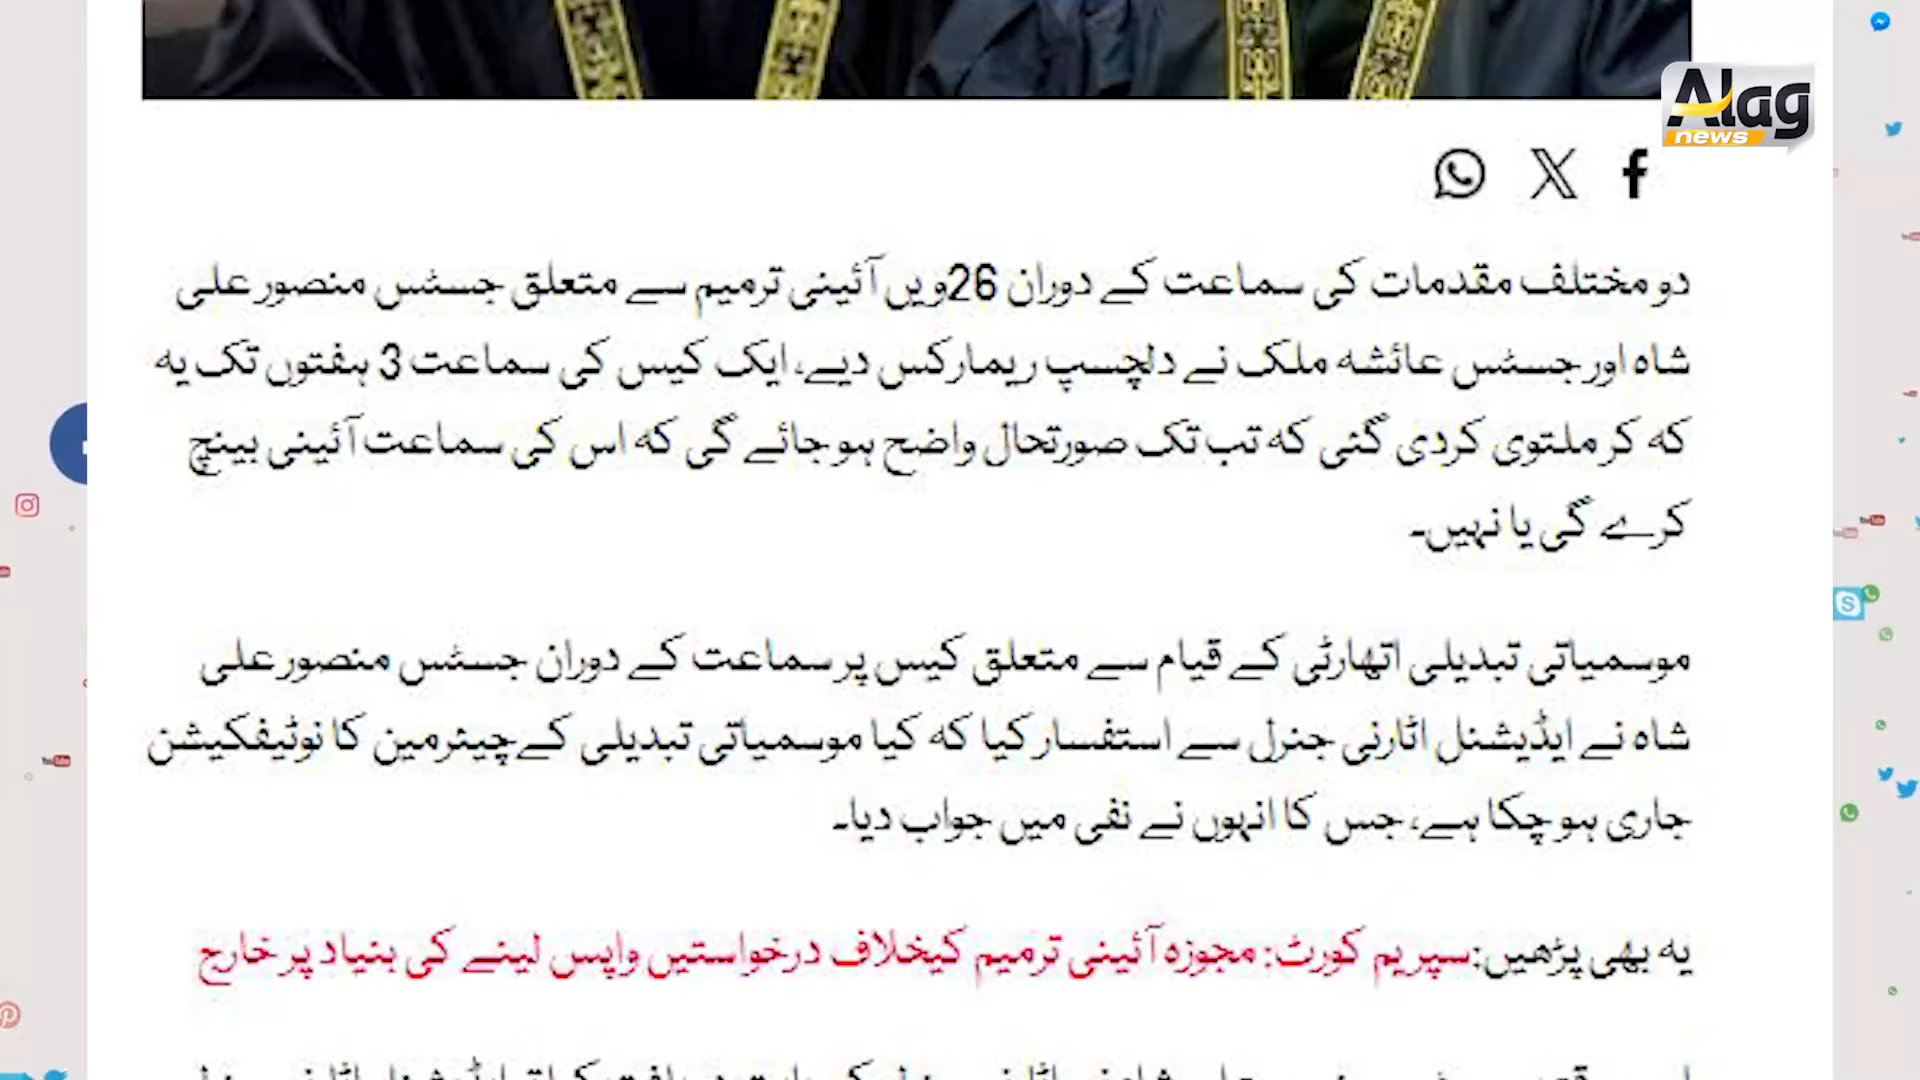 Alag
news
دو مختلف مقدمات کی سماعت کے دوران 26ویں آئینی ترمیم سے متعلق جسٹس منصور علی
شاہ اور جسٹس عائشہ ملک نے دلچسپ ریمارکس دیے، ایک کیس کی سماعت 3 ہفتوں تک یہ
کہ کر ملتوی کردی گئی کہ تب تک صورتحال واضح ہو جائے گی کہ اس کی سماعت آئینی بینچ
کرے گی یا نہیں۔
موسمیاتی تبدیلی اتھارٹی کے قیام سے متعلق کیس پر سماعت کے دوران جسٹس منصور علی
شاہ نے ایڈیشنل اٹارنی جنرل سے استفسار کیا کہ کیا موسمیاتی تبدیلی کے چیئرمین کا نوٹیفکیشن
جاری ہو چکا ہے، جس کا انہوں نے نفی میں جواب دیا۔
یہ بھی پڑھیں: سپریم کورٹ: مجوزہ آئینی ترمیم کیخلاف درخواستیں واپس لینے کی بنیاد پر خارج